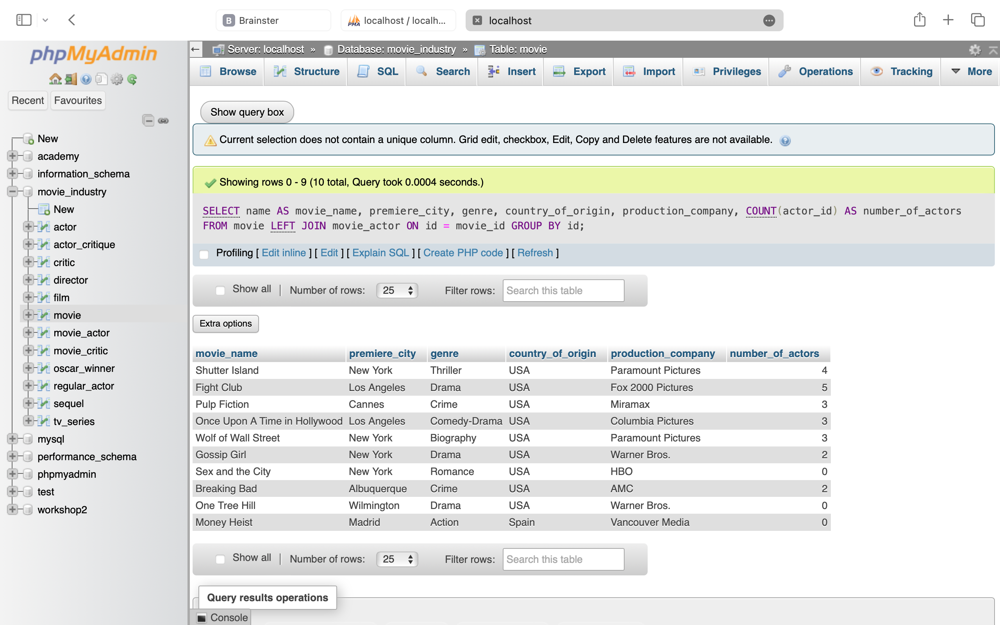 Brainster
localhost / localh...
localhost
phpMyAdmin
Recent
Favourites
New
academy
information_schema
movie_industry
New
actor
actor_critique
critic
director
film
movie
movie_actor
movie_critic
oscar_winner
regular_actor
sequel
tv_series
mysql
performance_schema
phpmyadmin
test
workshop2
Server: localhost » Database: movie_industry » Table: movie
Browse Structure SQL Search Insert Export Import Privileges Operations Tracking More
Show query box
Current selection does not contain a unique column. Grid edit, checkbox, Edit, Copy and Delete features are not available.
Showing rows 0 - 9 (10 total, Query took 0.0004 seconds.)
SELECT name AS movie_name, premiere_city, genre, country_of_origin, production_company, COUNT(actor_id) AS number_of_actors
FROM movie LEFT JOIN movie_actor ON id = movie_id GROUP BY id;
Profiling [ Edit inline ] [ Edit ] [ Explain SQL ] [ Create PHP code ] [ Refresh ]
Show all | Number of rows: 25 Filter rows: Search this table
Extra options
movie_name premiere_city genre country_of_origin production_company number_of_actors
Shutter Island New York Thriller USA Paramount Pictures 4
Fight Club Los Angeles Drama USA Fox 2000 Pictures 5
Pulp Fiction Cannes Crime USA Miramax 3
Once Upon A Time in Hollywood Los Angeles Comedy-Drama USA Columbia Pictures 3
Wolf of Wall Street New York Biography USA Paramount Pictures 3
Gossip Girl New York Drama USA Warner Bros. 2
Sex and the City New York Romance USA HBO 0
Breaking Bad Albuquerque Crime USA AMC 2
One Tree Hill Wilmington Drama USA Warner Bros. 0
Money Heist Madrid Action Spain Vancouver Media 0
Show all | Number of rows: 25 Filter rows: Search this table
Query results operations
Console